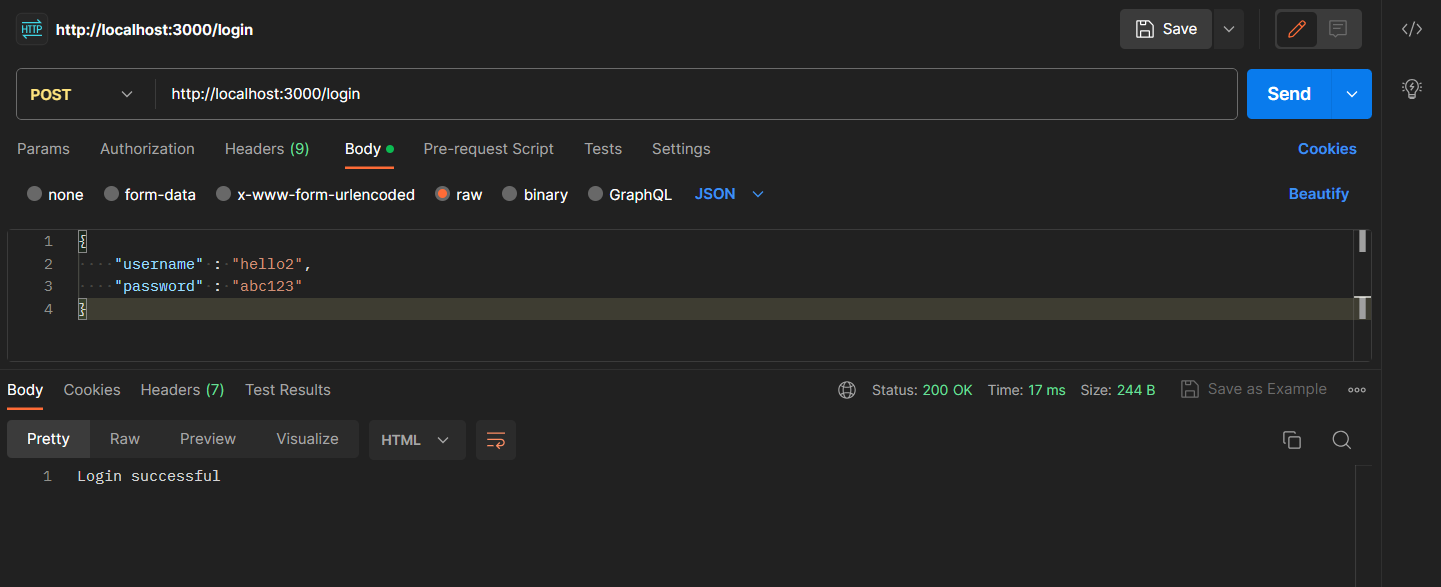 HTTP http://localhost:3000/login Save
POST http://localhost:3000/login Send
Params Authorization Headers (9) Body Pre-request Script Tests Settings Cookies
none form-data x-www-form-urlencoded raw binary GraphQL JSON Beautify
1 {
2 ····"username"·:·"hello2",
3 ····"password"·:·"abc123"
4 }
Body Cookies Headers (7) Test Results Status: 200 OK Time: 17 ms Size: 244 B Save as Example
Pretty Raw Preview Visualize HTML
1 Login successful